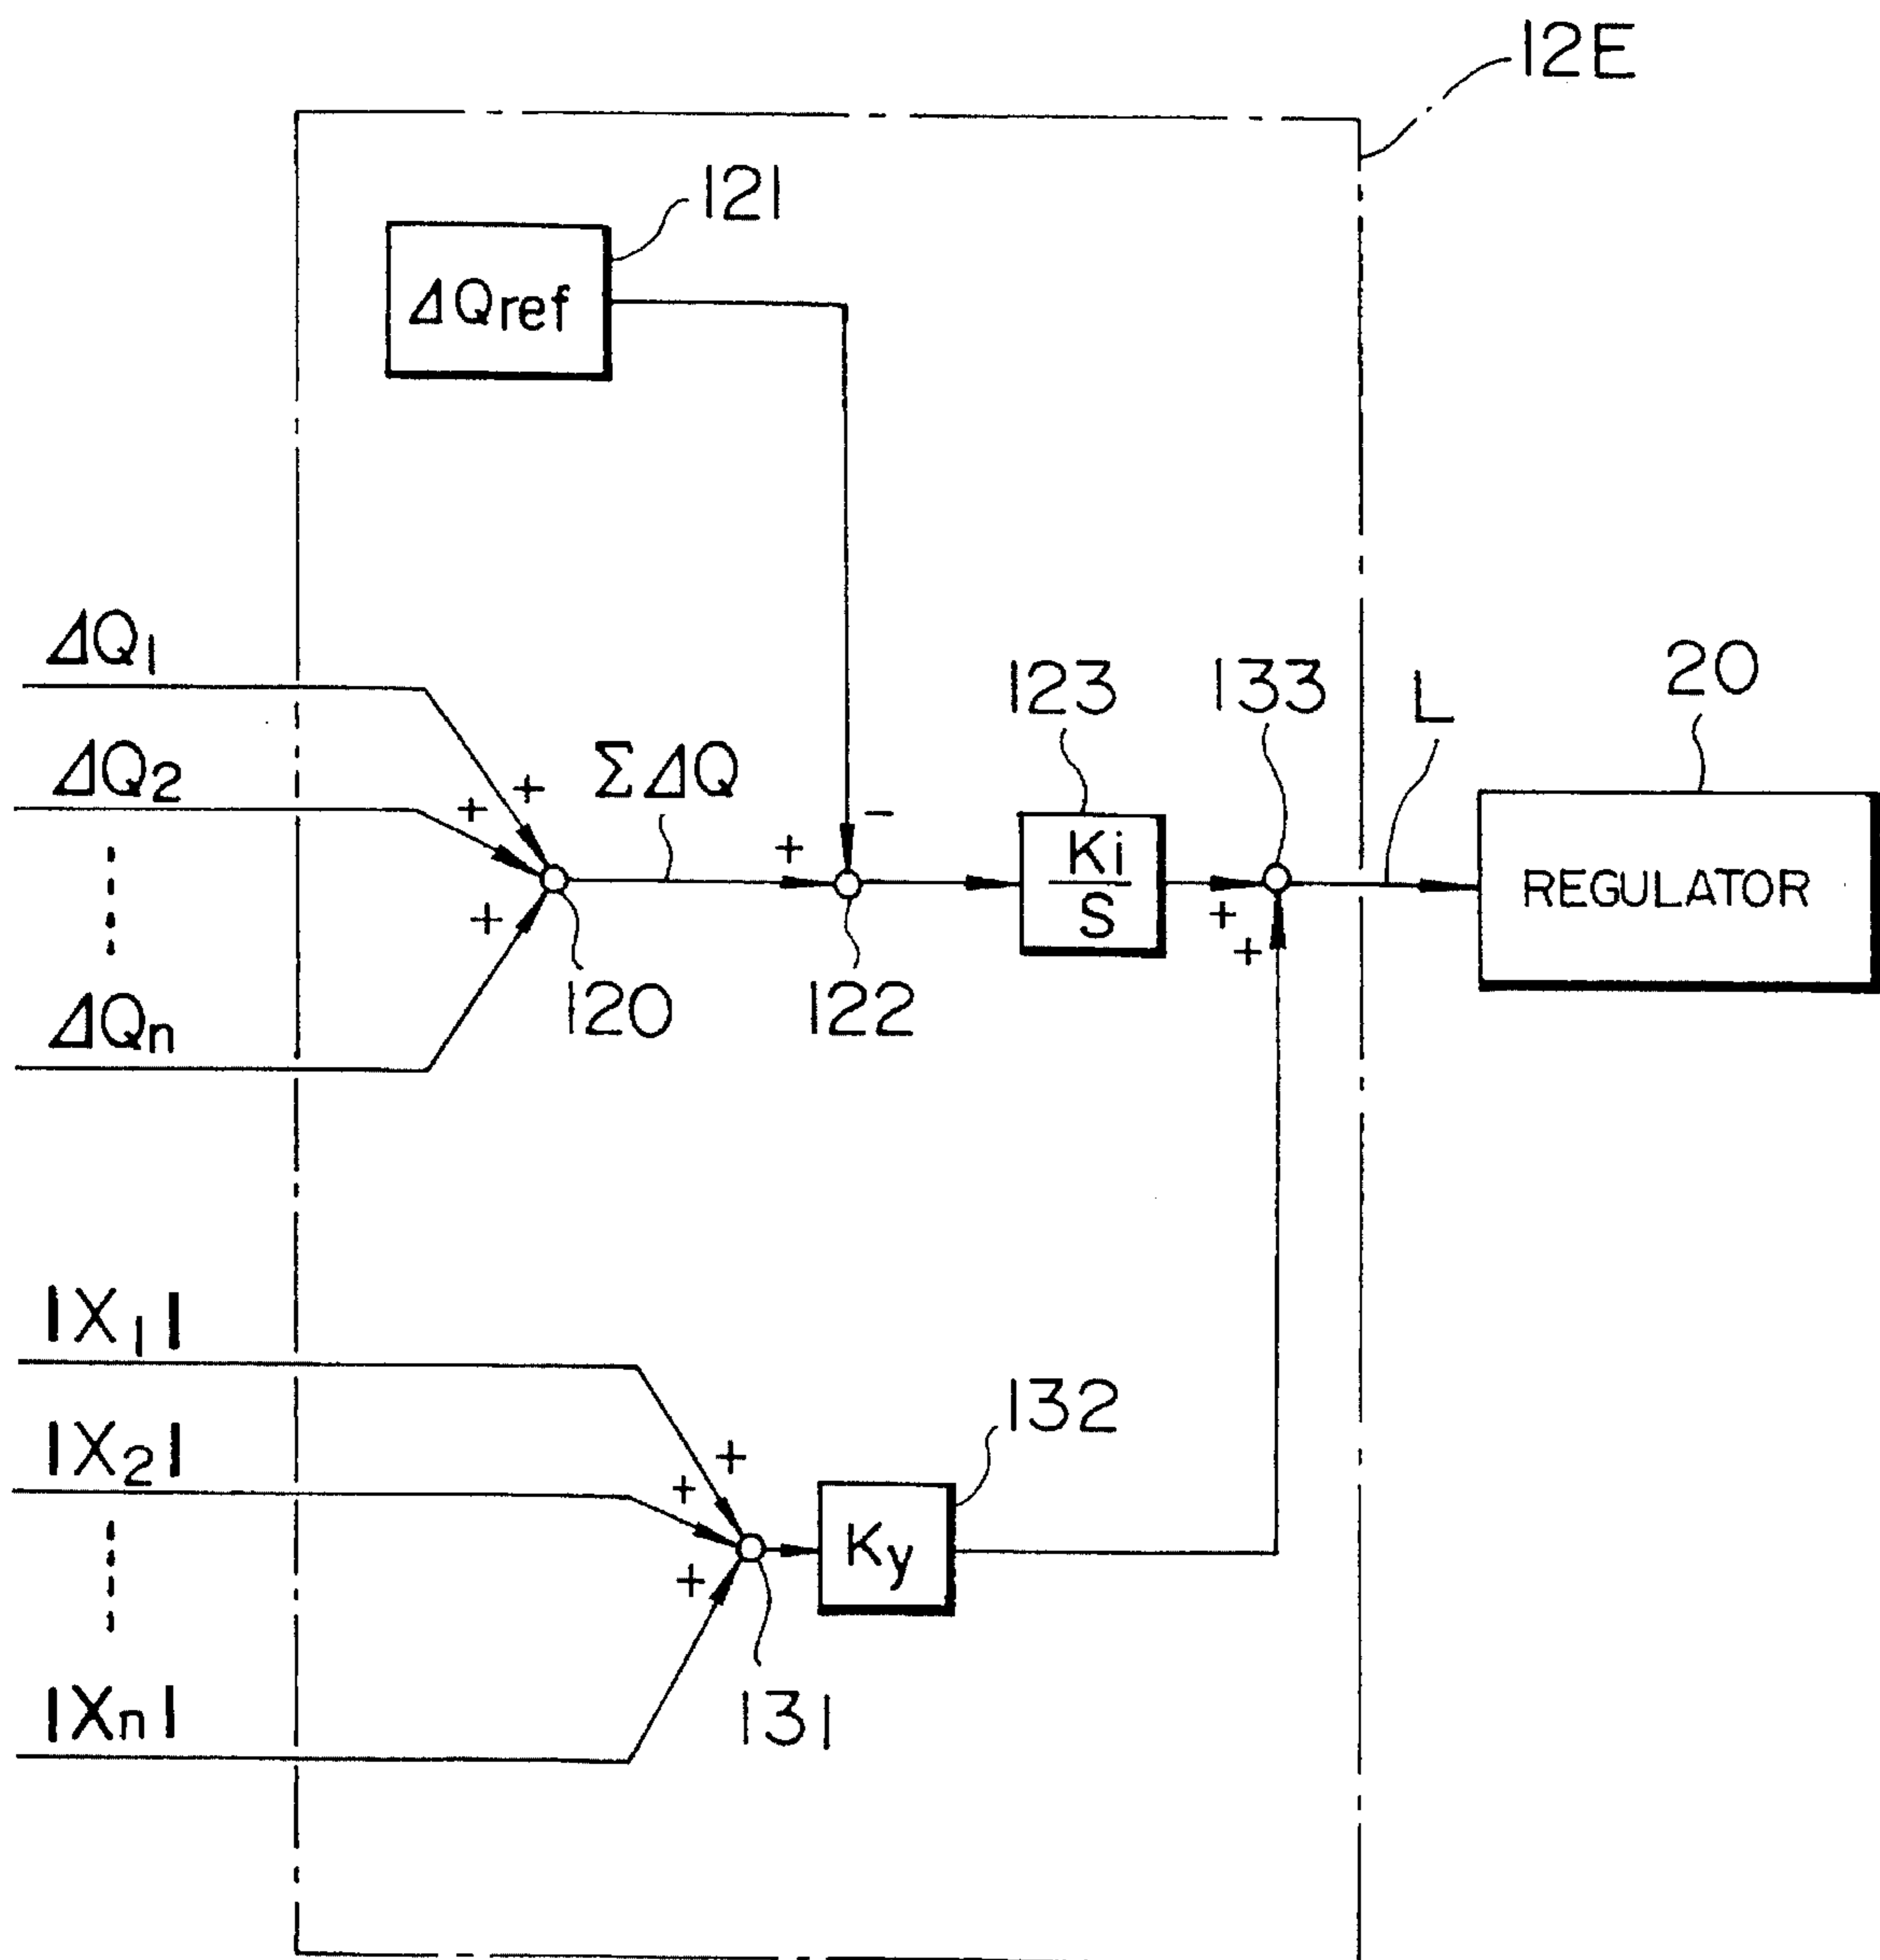 12E
121
ΔQref
ΔQ1
ΔQ2
ΔQn
+
+
+
ΣΔQ
120
+
-
122
123
Ki
S
133
+
+
L
20
REGULATOR
|X1|
|X2|
|Xn|
+
+
+
131
132
Ky